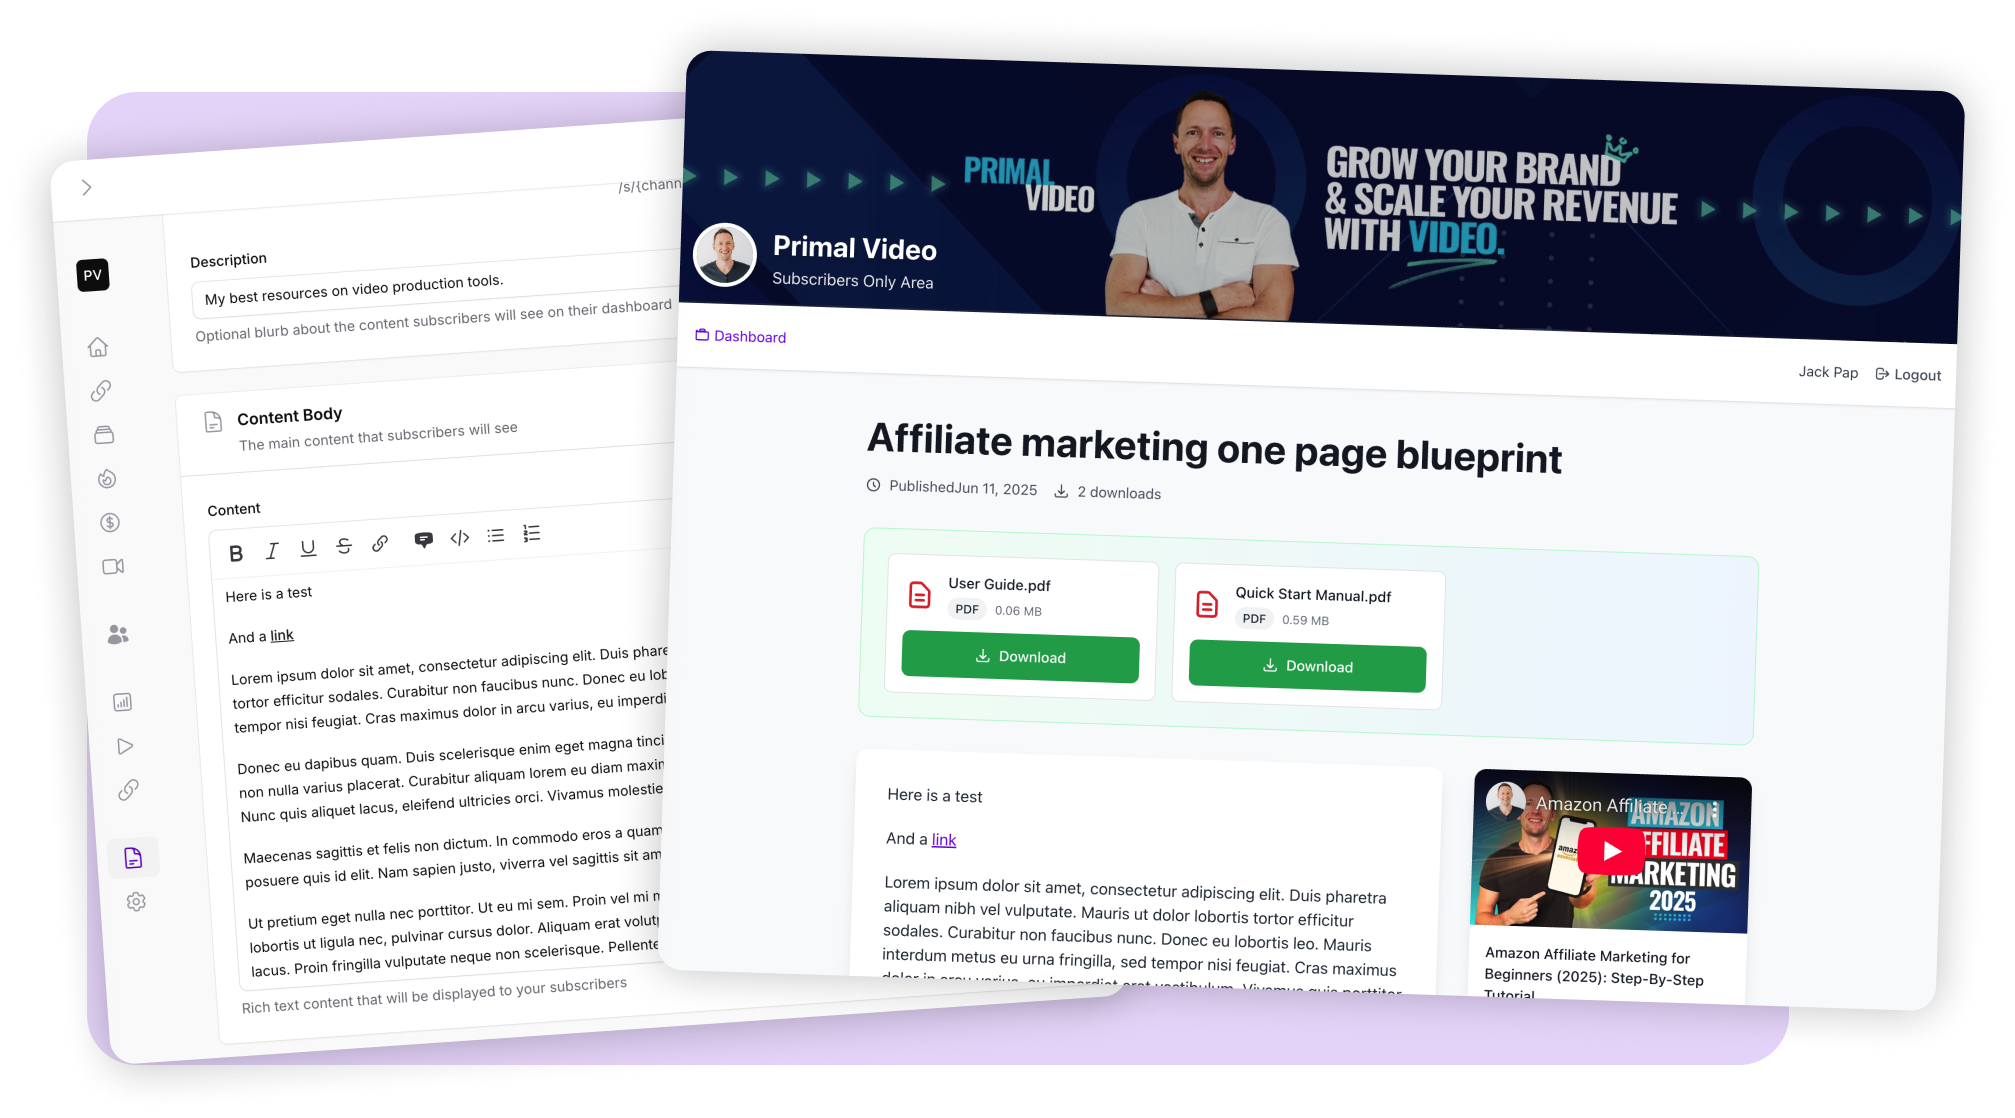 /s/{chann
PV
Description
My best resources on video production tools.
Optional blurb about the content subscribers will see on their dashboard
Content Body
The main content that subscribers will see
Content
Here is a test
And a link
Lorem ipsum dolor sit amet, consectetur adipiscing elit. Duis phare
tortor efficitur sodales. Curabitur non faucibus nunc. Donec eu lob
tempor nisi feugiat. Cras maximus dolor in arcu varius, eu imperdi
Donec eu dapibus quam. Duis scelerisque enim eget magna tinci
non nulla varius placerat. Curabitur aliquam lorem eu diam maxin
Nunc quis aliquet lacus, eleifend ultricies orci. Vivamus molestie
Maecenas sagittis et felis non dictum. In commodo eros a quam
posuere quis id elit. Nam sapien justo, viverra vel sagittis sit am
Ut pretium eget nulla nec porttitor. Ut eu mi sem. Proin vel mi n
lobortis ut ligula nec, pulvinar cursus dolor. Aliquam erat volutp
lacus. Proin fringilla vulputate neque non scelerisque. Pellente
Rich text content that will be displayed to your subscribers
PRIMAL
VIDEO
GROW YOUR BRAND
& SCALE YOUR REVENUE
WITH VIDEO.
Primal Video
Subscribers Only Area
Dashboard
Jack Pap
Logout
Affiliate marketing one page blueprint
PublishedJun 11, 2025
2 downloads
User Guide.pdf
PDF 0.06 MB
Download
Quick Start Manual.pdf
PDF 0.59 MB
Download
Here is a test
And a link
Lorem ipsum dolor sit amet, consectetur adipiscing elit. Duis pharetra
aliquam nibh vel vulputate. Mauris ut dolor lobortis tortor efficitur
sodales. Curabitur non faucibus nunc. Donec eu lobortis leo. Mauris
interdum metus eu urna fringilla, sed tempor nisi feugiat. Cras maximus
dolor in arcu varius, eu imperdiet erat vestibulum. Vivamus quis porttitor
Amazon Affiliate...
AMAZON
AFFILIATE
MARKETING
2025
Amazon Affiliate Marketing for
Beginners (2025): Step-By-Step
Tutorial